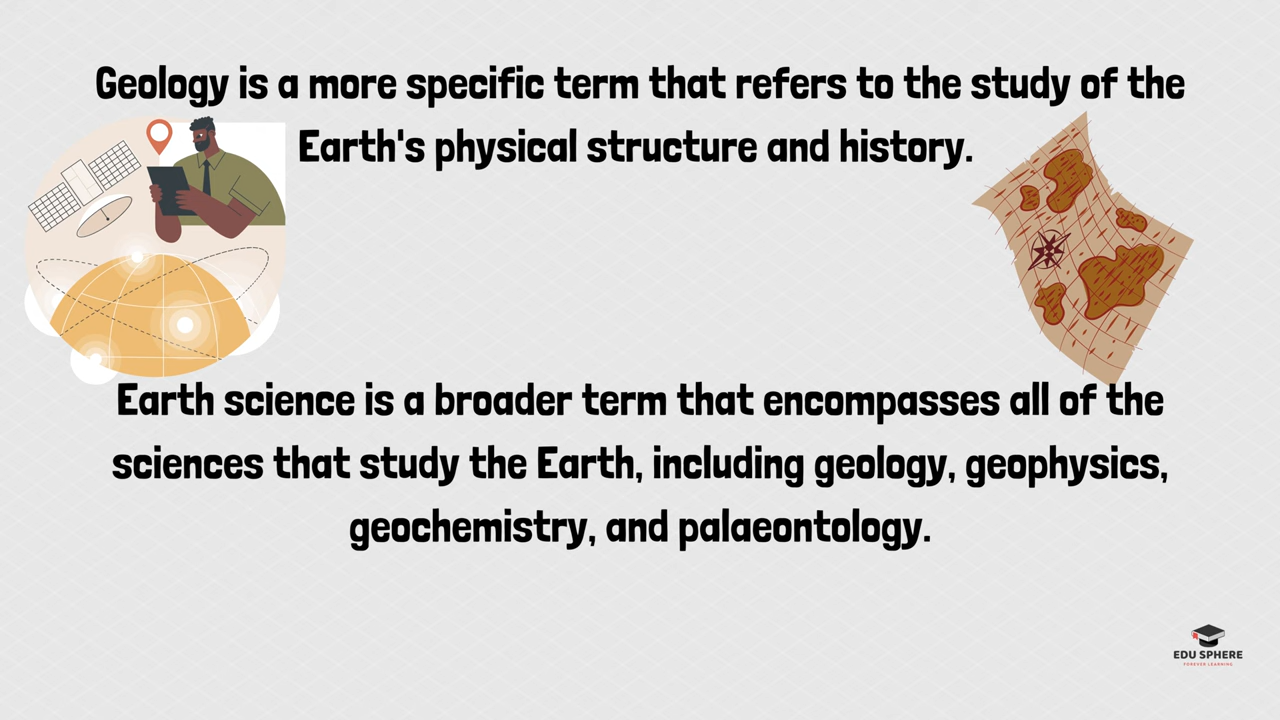 Geology is a more specific term that refers to the study of the
Earth's physical structure and history.
Earth science is a broader term that encompasses all of the
sciences that study the Earth, including geology, geophysics,
geochemistry, and palaeontology.
EDU SPHERE
FOREVER LEARNING